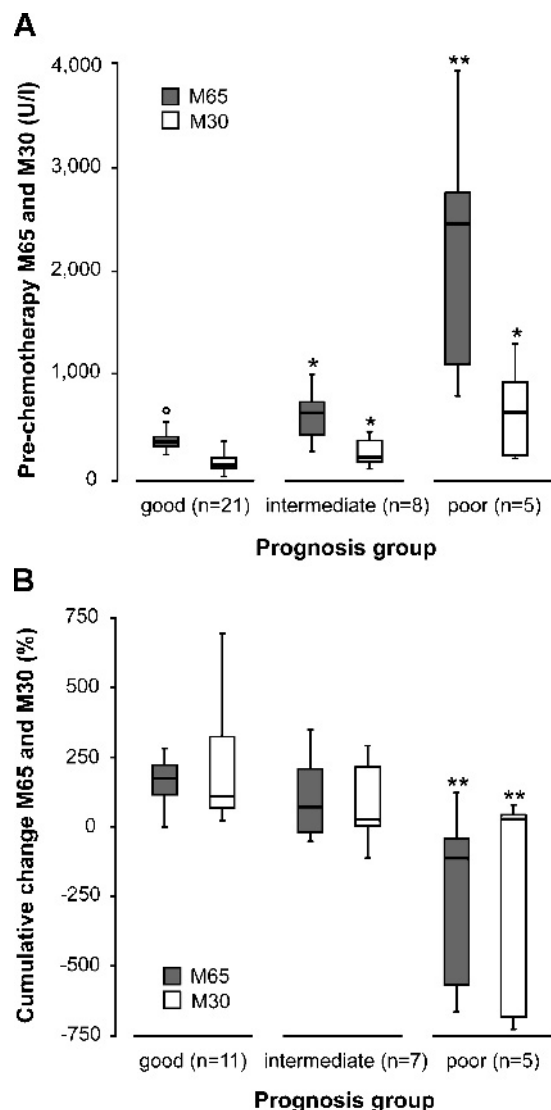 A
Pre-chemotherapy M65 and M30 (U/l)
4,000
3,000
2,000
1,000
0
M65
M30
°
*
*
**
*
good (n=21)
intermediate (n=8)
poor (n=5)
Prognosis group
B
Cumulative change M65 and M30 (%)
750
500
250
0
-250
-500
-750
**
**
M65
M30
good (n=11)
intermediate (n=7)
poor (n=5)
Prognosis group